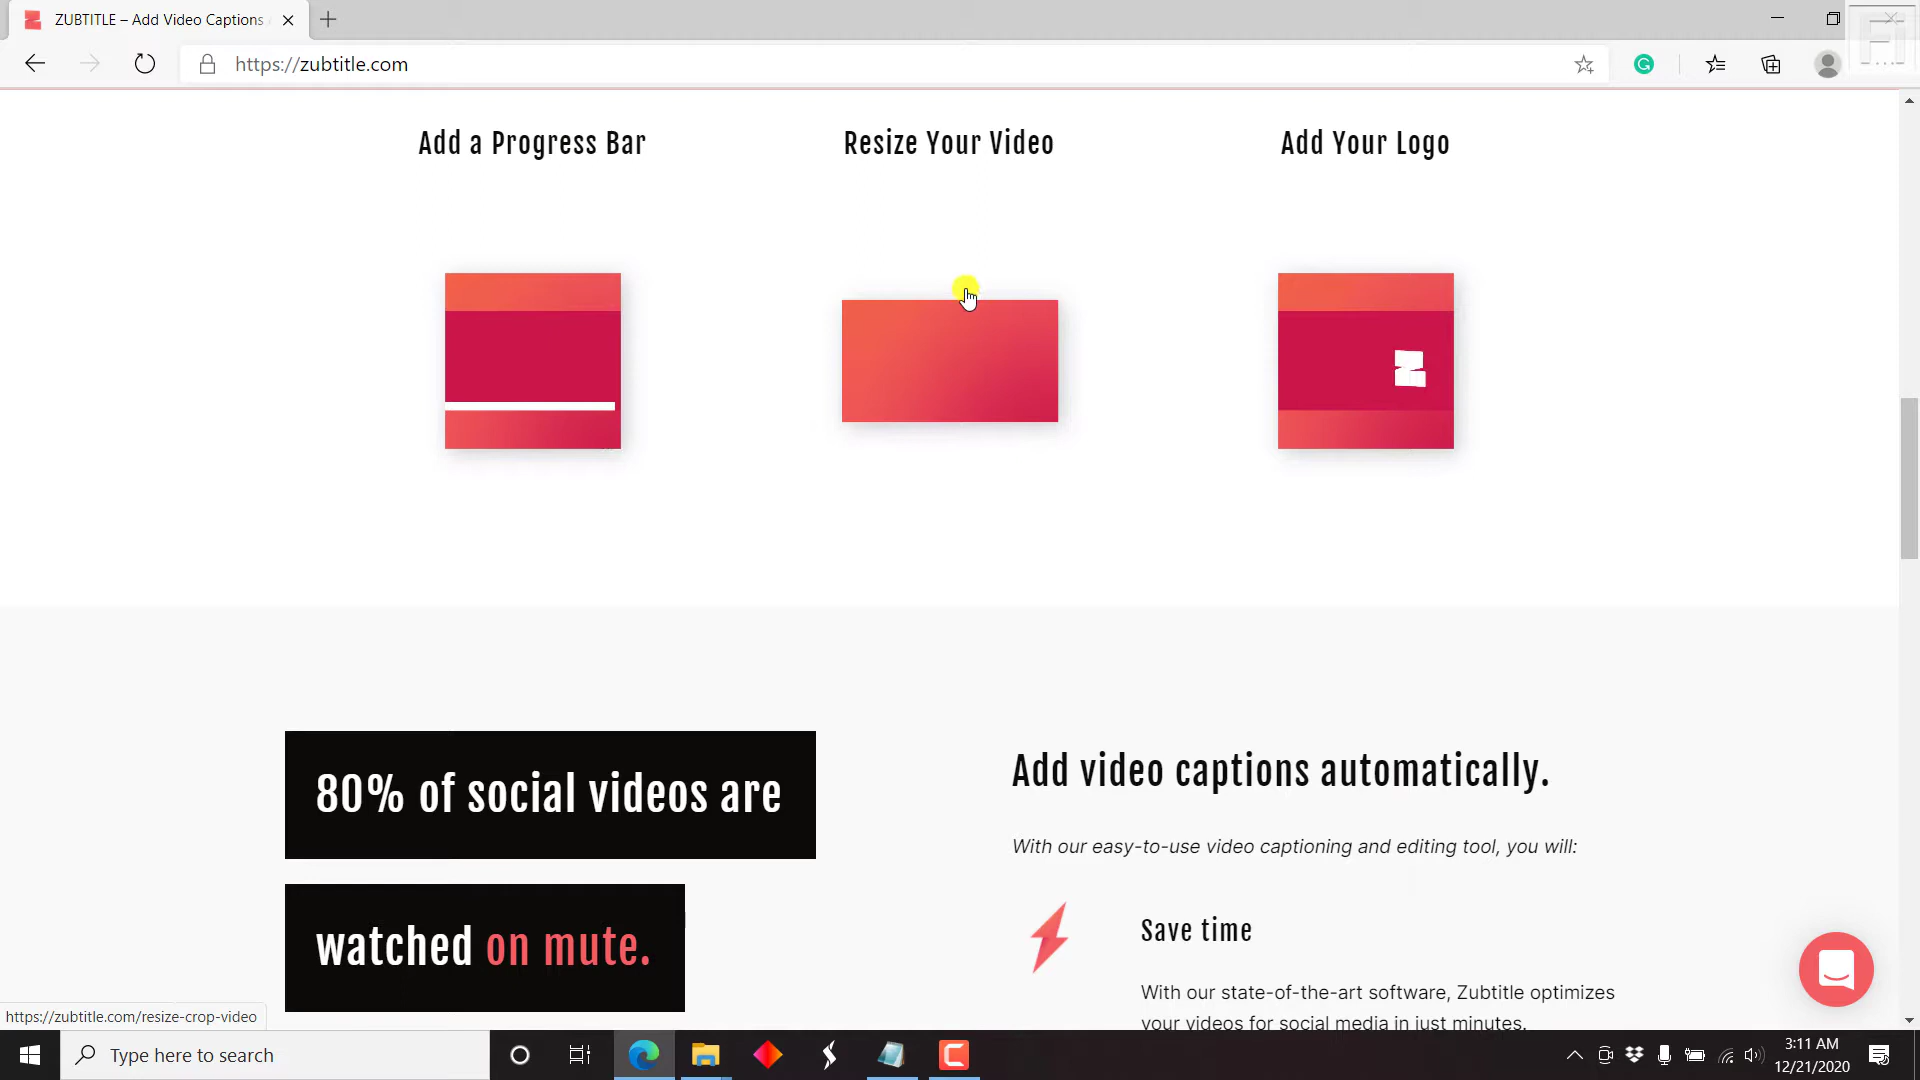 ZUBTITLE – Add Video Captions
https://zubtitle.com
Add a Progress Bar
Resize Your Video
Add Your Logo
80% of social videos are
watched on mute.
Add video captions automatically.
With our easy-to-use video captioning and editing tool, you will:
Save time
With our state-of-the-art software, Zubtitle optimizes
your videos for social media in just minutes.
https://zubtitle.com/resize-crop-video
Type here to search
3:11 AM
12/21/2020